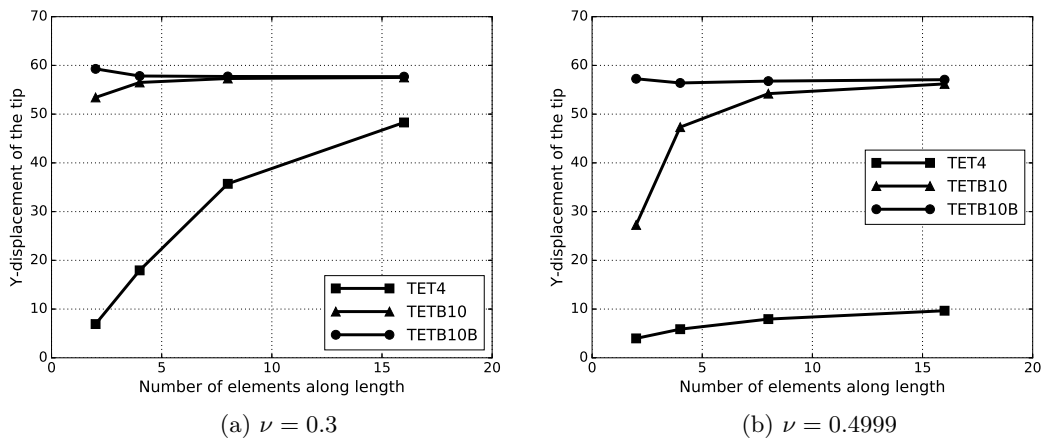 70
60
50
40
30
20
10
0
Y-displacement of the tip
TET4
TETB10
TETB10B
0 5 10 15 20
Number of elements along length
(a) ν = 0.3
70
60
50
40
30
20
10
0
Y-displacement of the tip
TET4
TETB10
TETB10B
0 5 10 15 20
Number of elements along length
(b) ν = 0.4999